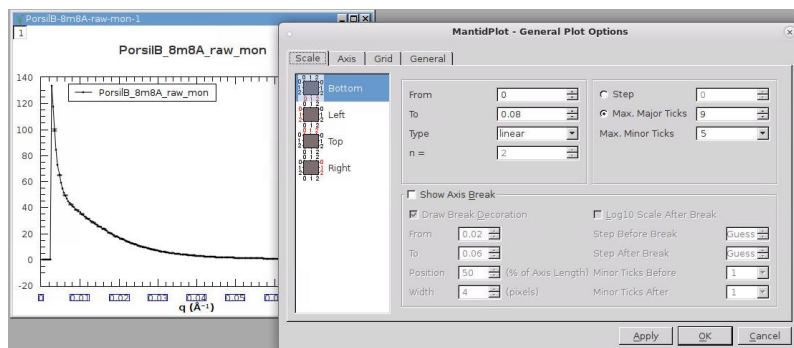 PorsilB-8m8A-raw-mon-1
1
PorsilB_8m8A_raw_mon
PorsilB_8m8A_raw_mon
140
120
100
80
60
40
20
0
-20
0 0.01 0.02 0.03 0.04 0.05
q (Å⁻¹)
MantidPlot - General Plot Options
Scale Axis Grid General
Bottom
Left
Top
Right
From 0
To 0.08
Type linear
n = 2
Step 0
Max. Major Ticks 9
Max. Minor Ticks 5
Show Axis Break
Draw Break Decoration
Log10 Scale After Break
From 0.02
Step Before Break Guess
To 0.06
Step After Break Guess
Position 50 (% of Axis Length)
Minor Ticks Before 1
Width 4 (pixels)
Minor Ticks After 1
Apply OK Cancel